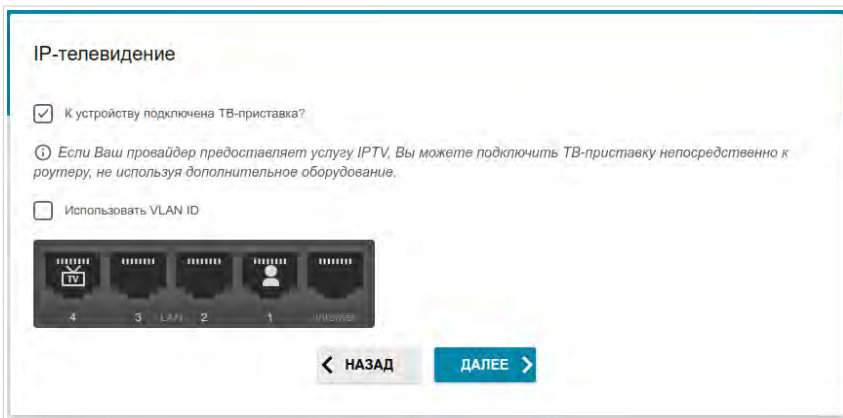 IP-телевидение
К устройству подключена ТВ-приставка?
Если Ваш провайдер предоставляет услугу IPTV, Вы можете подключить ТВ-приставку непосредственно к
роутеру, не используя дополнительное оборудование.
Использовать VLAN ID
TV
4 3 LAN 2 1
НАЗАД ДАЛЕЕ